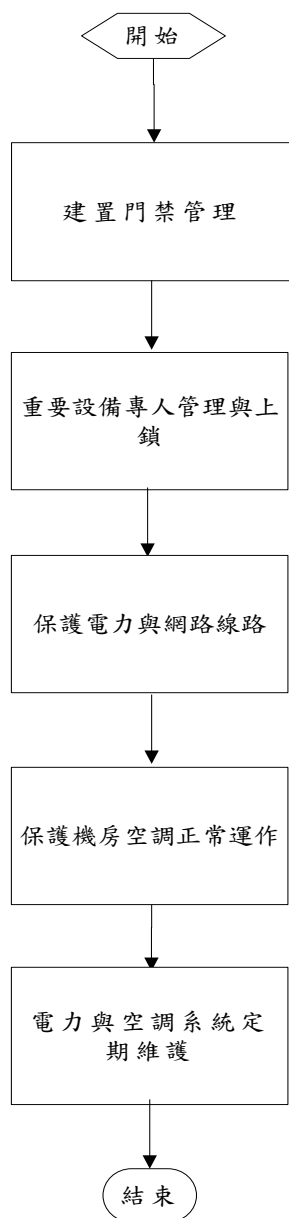 開始
建置門禁管理
重要設備專人管理與上
鎖
保護電力與網路線路
保護機房空調正常運作
電力與空調系統定
期維護
結束